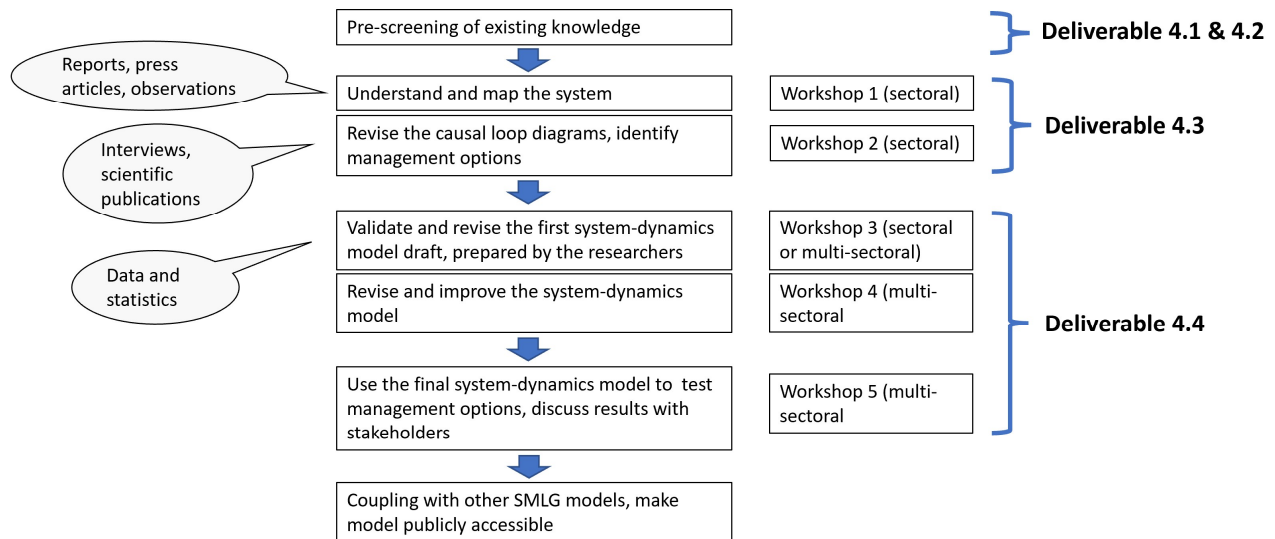 Pre-screening of existing knowledge
Deliverable 4.1 & 4.2
Reports, press
articles, observations
Understand and map the system
Workshop 1 (sectoral)
Deliverable 4.3
Interviews,
scientific
publications
Revise the causal loop diagrams, identify
management options
Workshop 2 (sectoral)
Validate and revise the first system-dynamics
model draft, prepared by the researchers
Workshop 3 (sectoral
or multi-sectoral)
Data and
statistics
Revise and improve the system-dynamics
model
Workshop 4 (multi-
sectoral
Deliverable 4.4
Use the final system-dynamics model to  test
management options, discuss results with
stakeholders
Workshop 5 (multi-
sectoral
Coupling with other SMLG models, make
model publicly accessible